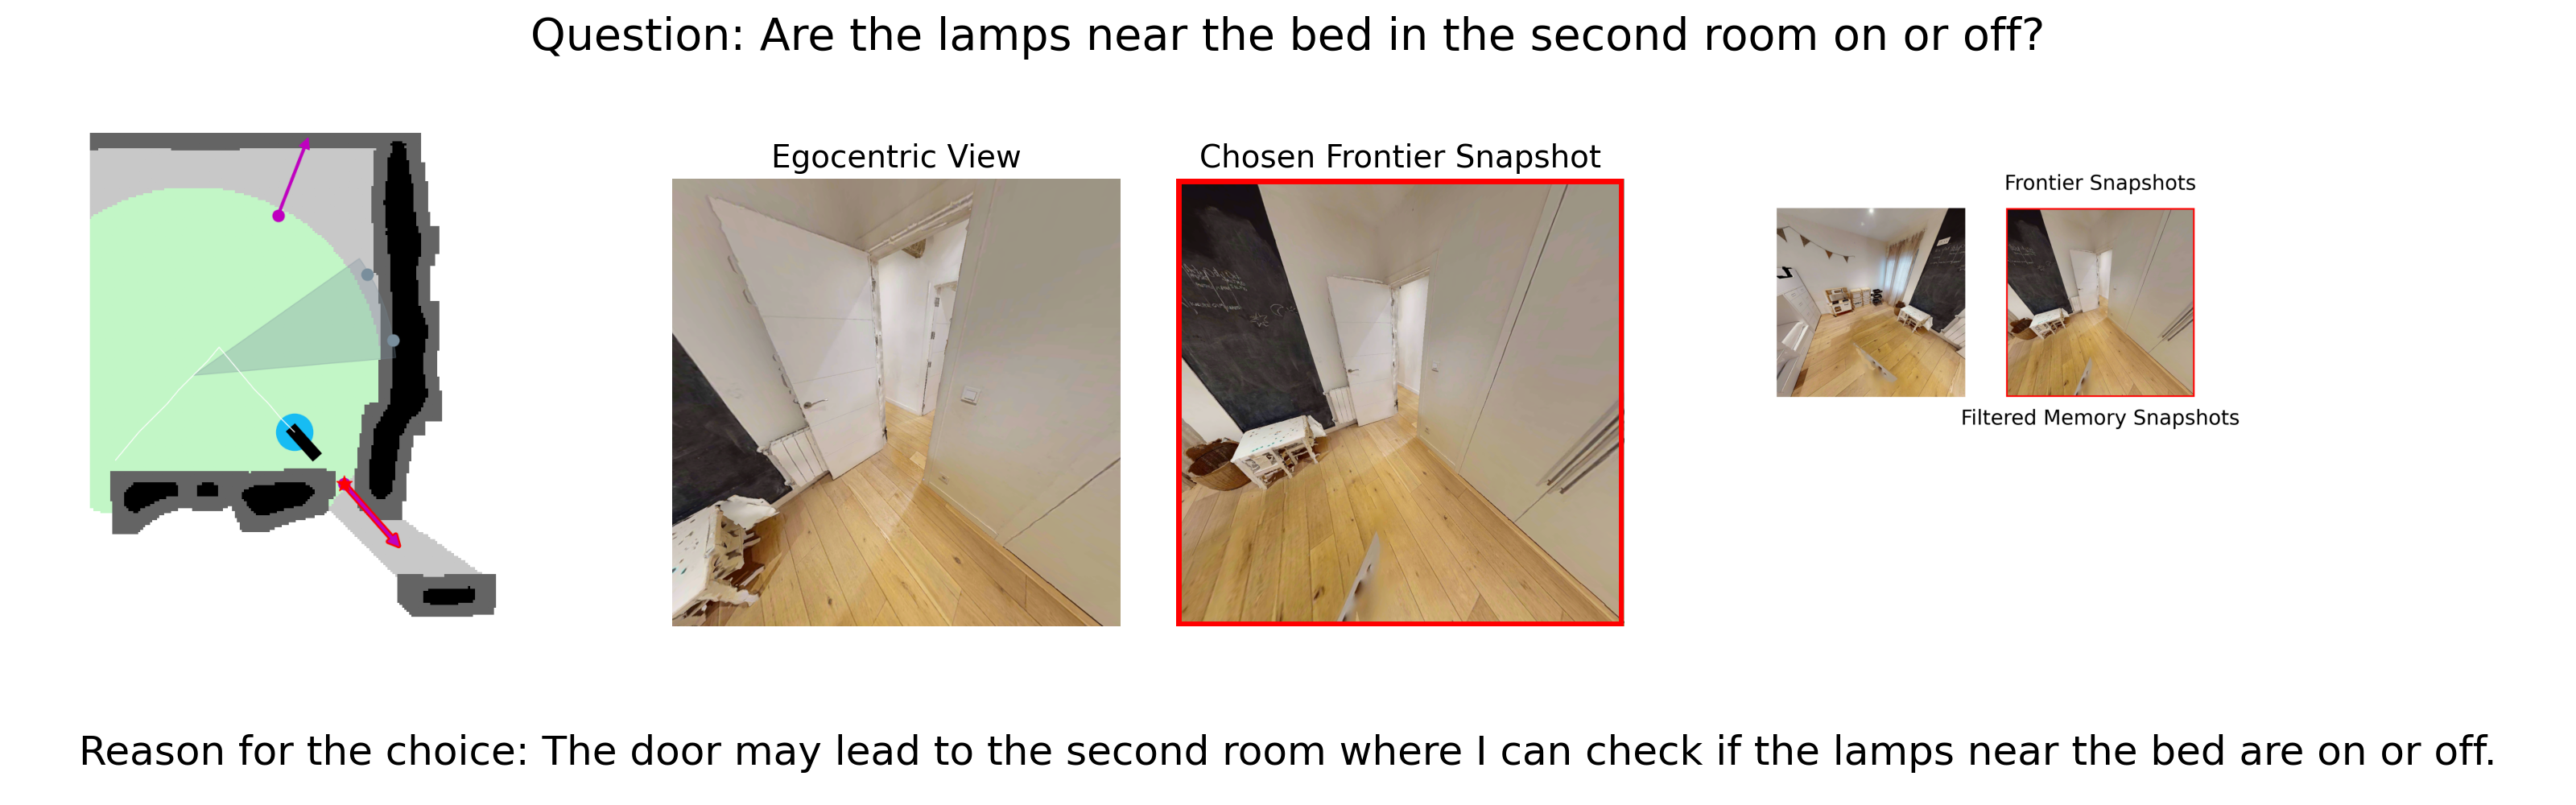 Question: Are the lamps near the bed in the second room on or off?
Egocentric View
Chosen Frontier Snapshot
Frontier Snapshots
Filtered Memory Snapshots
Reason for the choice: The door may lead to the second room where I can check if the lamps near the bed are on or off.